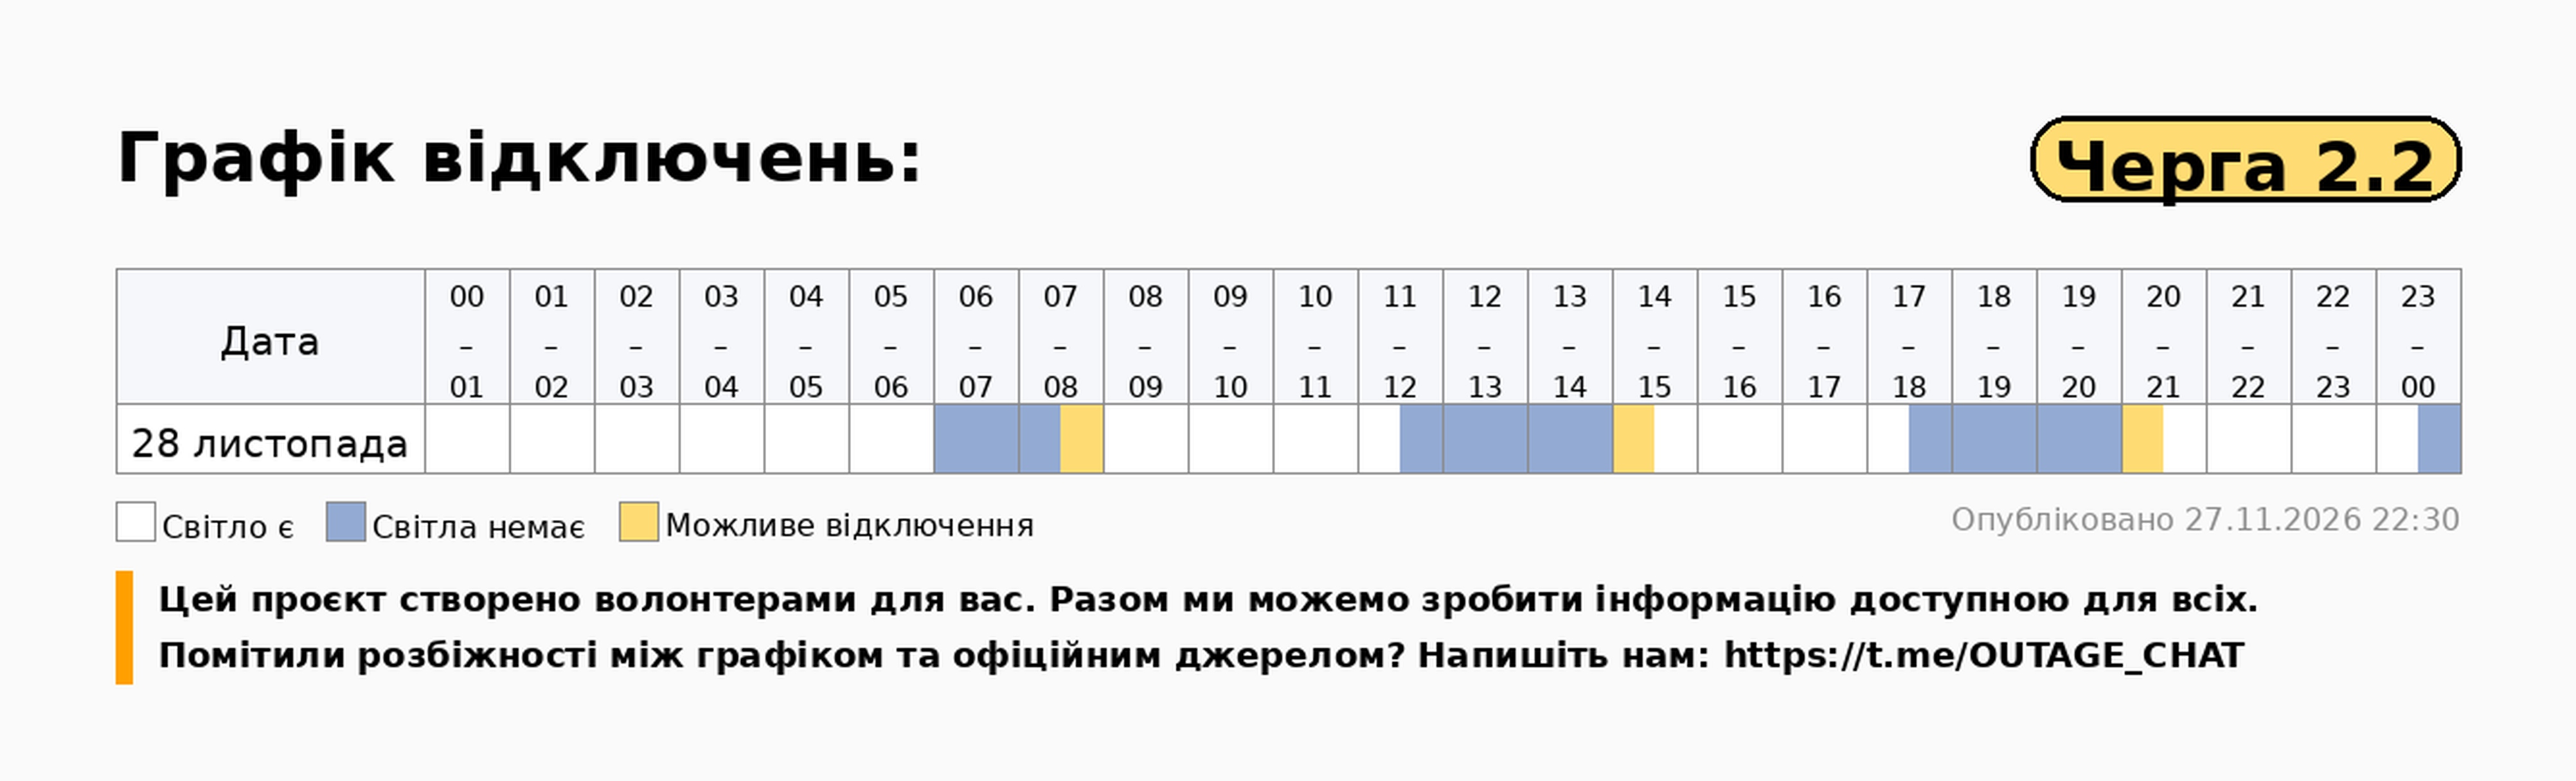 Графік відключень:
Черга 2.2
Дата
00 – 01
01 – 02
02 – 03
03 – 04
04 – 05
05 – 06
06 – 07
07 – 08
08 – 09
09 – 10
10 – 11
11 – 12
12 – 13
13 – 14
14 – 15
15 – 16
16 – 17
17 – 18
18 – 19
19 – 20
20 – 21
21 – 22
22 – 23
23 – 00
28 листопада
Світло є
Світла немає
Можливе відключення
Опубліковано 27.11.2026 22:30
Цей проєкт створено волонтерами для вас. Разом ми можемо зробити інформацію доступною для всіх.
Помітили розбіжності між графіком та офіційним джерелом? Напишіть нам: https://t.me/OUTAGE_CHAT